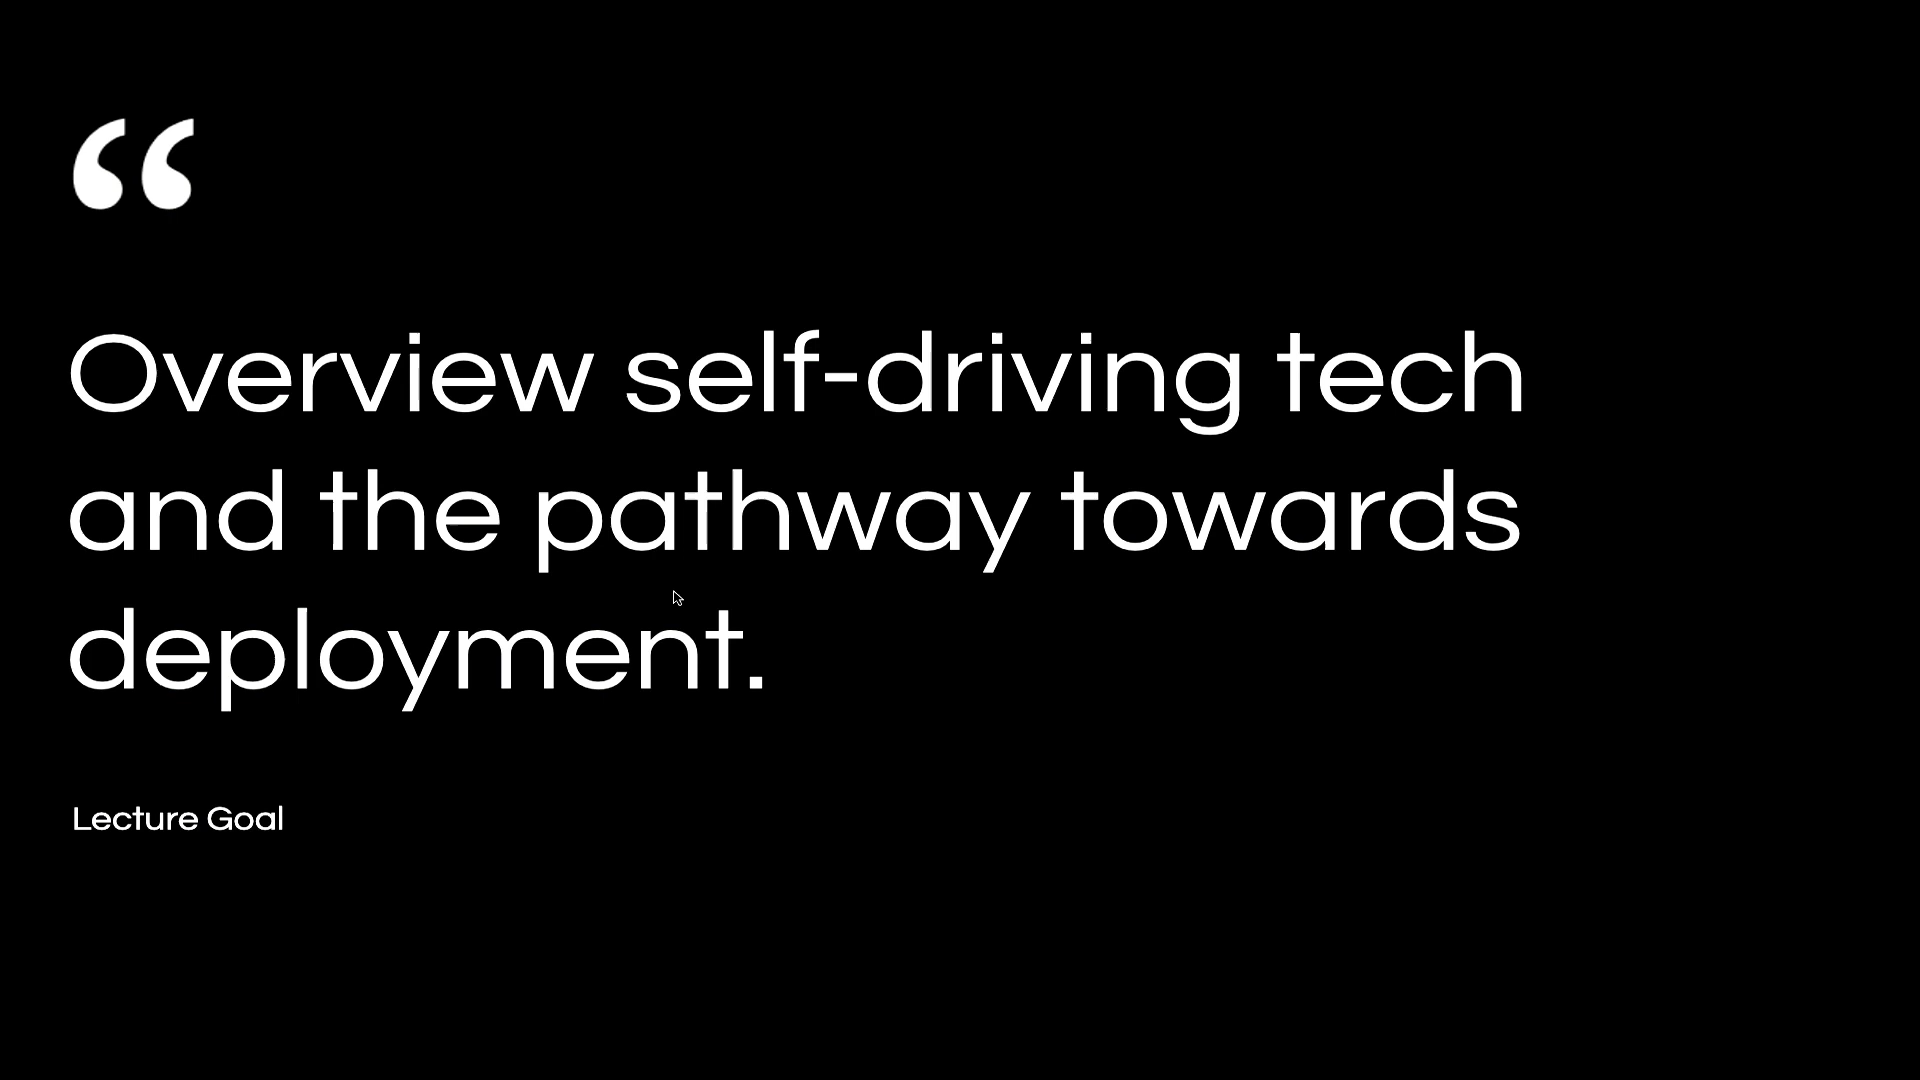 “
Overview self-driving tech
and the pathway towards
deployment.
Lecture Goal